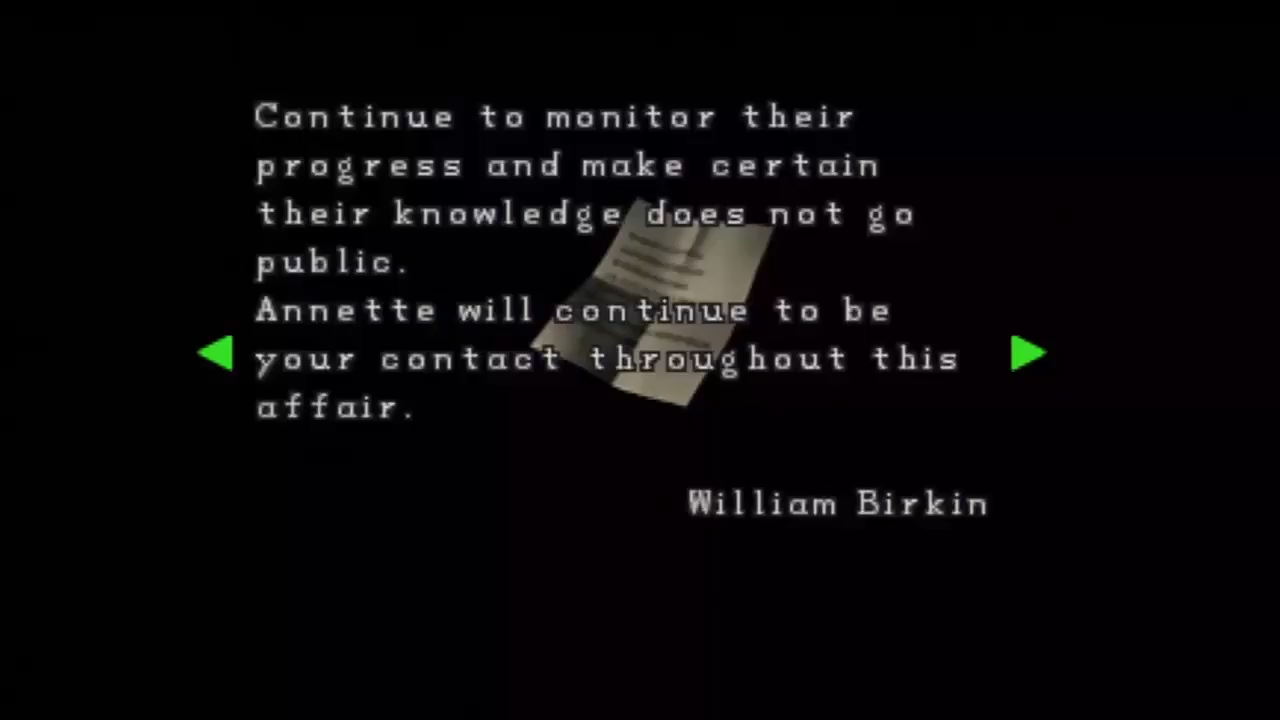 Continue to monitor their
progress and make certain
their knowledge does not go
public.
Annette will continue to be
your contact throughout this
affair.
William Birkin